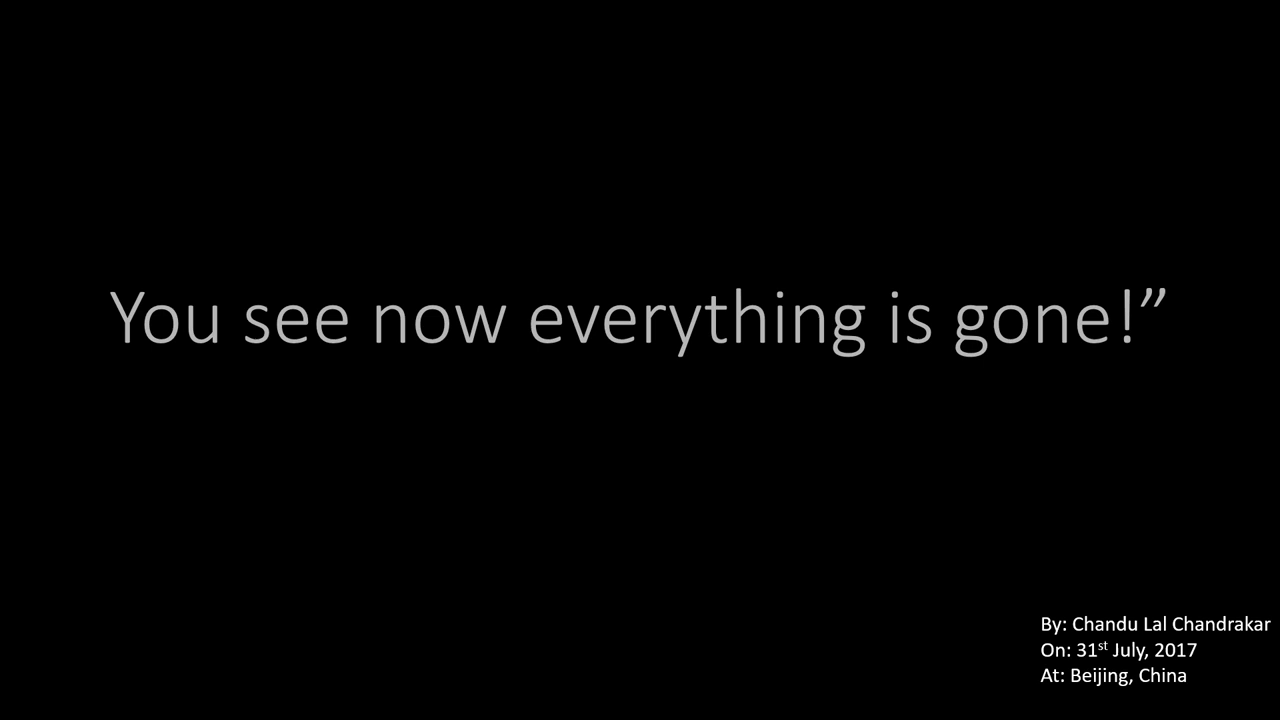 You see now everything is gone!”
By: Chandu Lal Chandrakar
On: 31st July, 2017
At: Beijing, China